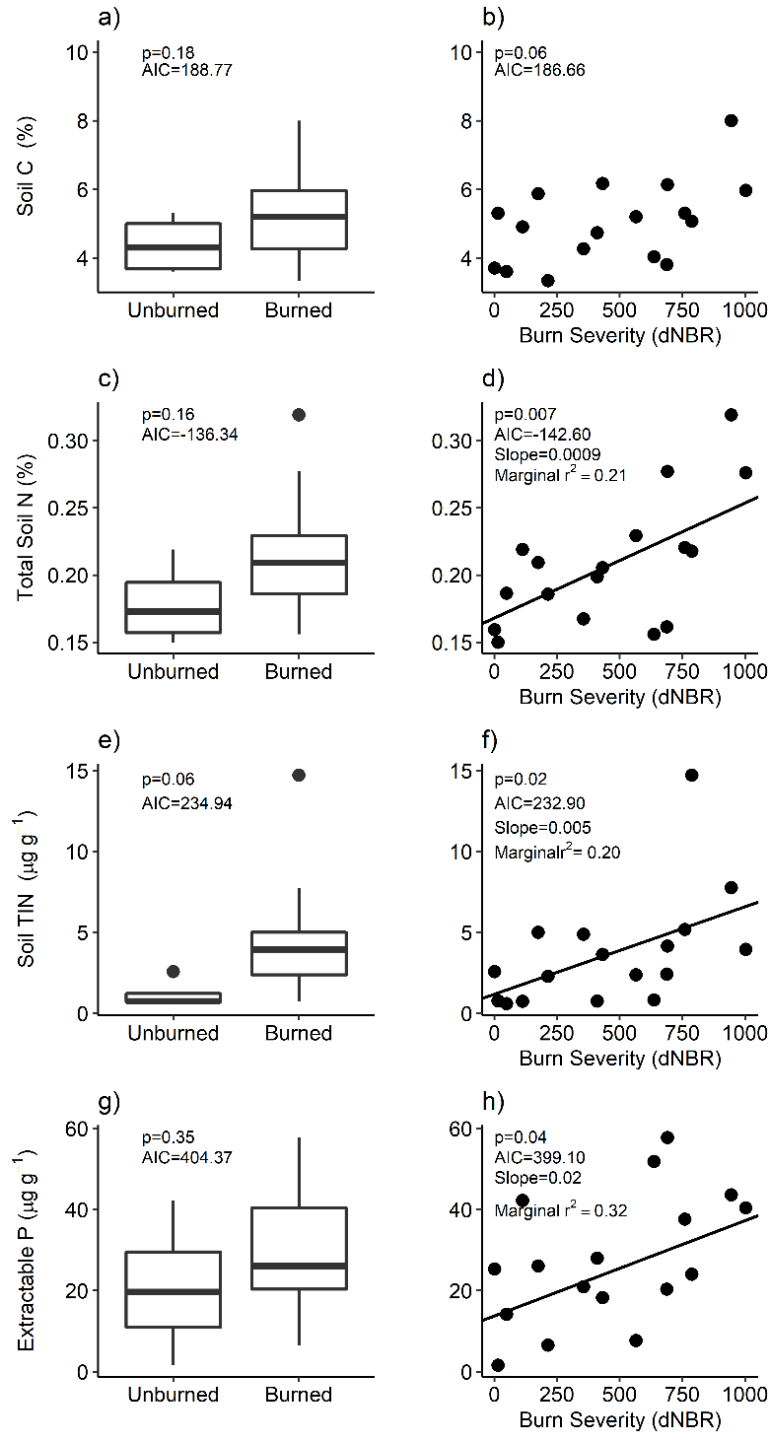 a)
p=0.18
AIC=188.77
Soil C (%)
10
8
6
4
Unburned
Burned
b)
p=0.06
AIC=186.66
10
8
6
4
0
250
500
750
1000
Burn Severity (dNBR)
c)
p=0.16
AIC=-136.34
Total Soil N (%)
0.30
0.25
0.20
0.15
Unburned
Burned
d)
p=0.007
AIC=-142.60
Slope=0.0009
Marginal r² = 0.21
0.30
0.25
0.20
0.15
0
250
500
750
1000
Burn Severity (dNBR)
e)
p=0.06
AIC=234.94
Soil TIN (μg g⁻¹)
15
10
5
0
Unburned
Burned
f)
p=0.02
AIC=232.90
Slope=0.005
Marginalr²= 0.20
15
10
5
0
0
250
500
750
1000
Burn Severity (dNBR)
g)
p=0.35
AIC=404.37
Extractable P (μg g⁻¹)
60
40
20
0
Unburned
Burned
h)
p=0.04
AIC=399.10
Slope=0.02
Marginal r² = 0.32
60
40
20
0
0
250
500
750
1000
Burn Severity (dNBR)